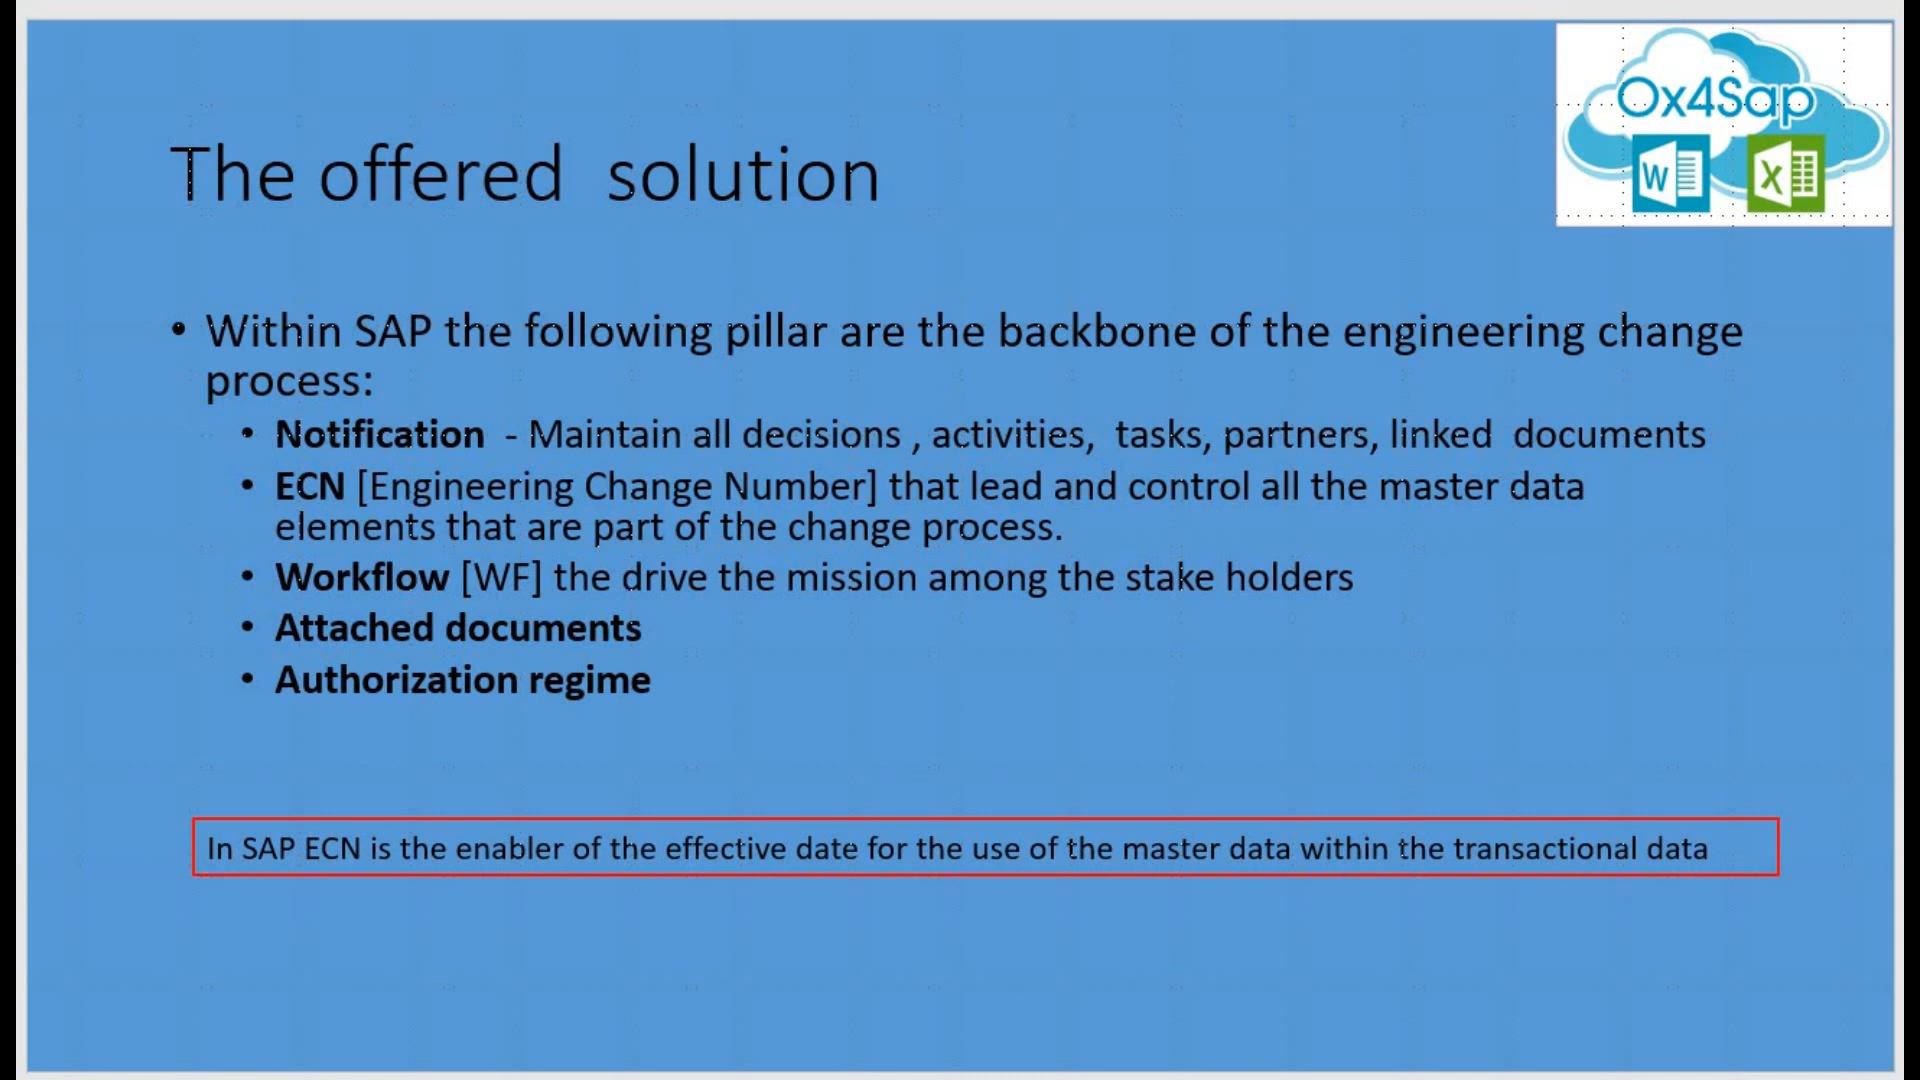 Ox4Sap
W X
The offered  solution
• Within SAP the following pillar are the backbone of the engineering change
process:
• Notification  - Maintain all decisions , activities,  tasks, partners, linked  documents
• ECN [Engineering Change Number] that lead and control all the master data
elements that are part of the change process.
• Workflow [WF] the drive the mission among the stake holders
• Attached documents
• Authorization regime
In SAP ECN is the enabler of the effective date for the use of the master data within the transactional data